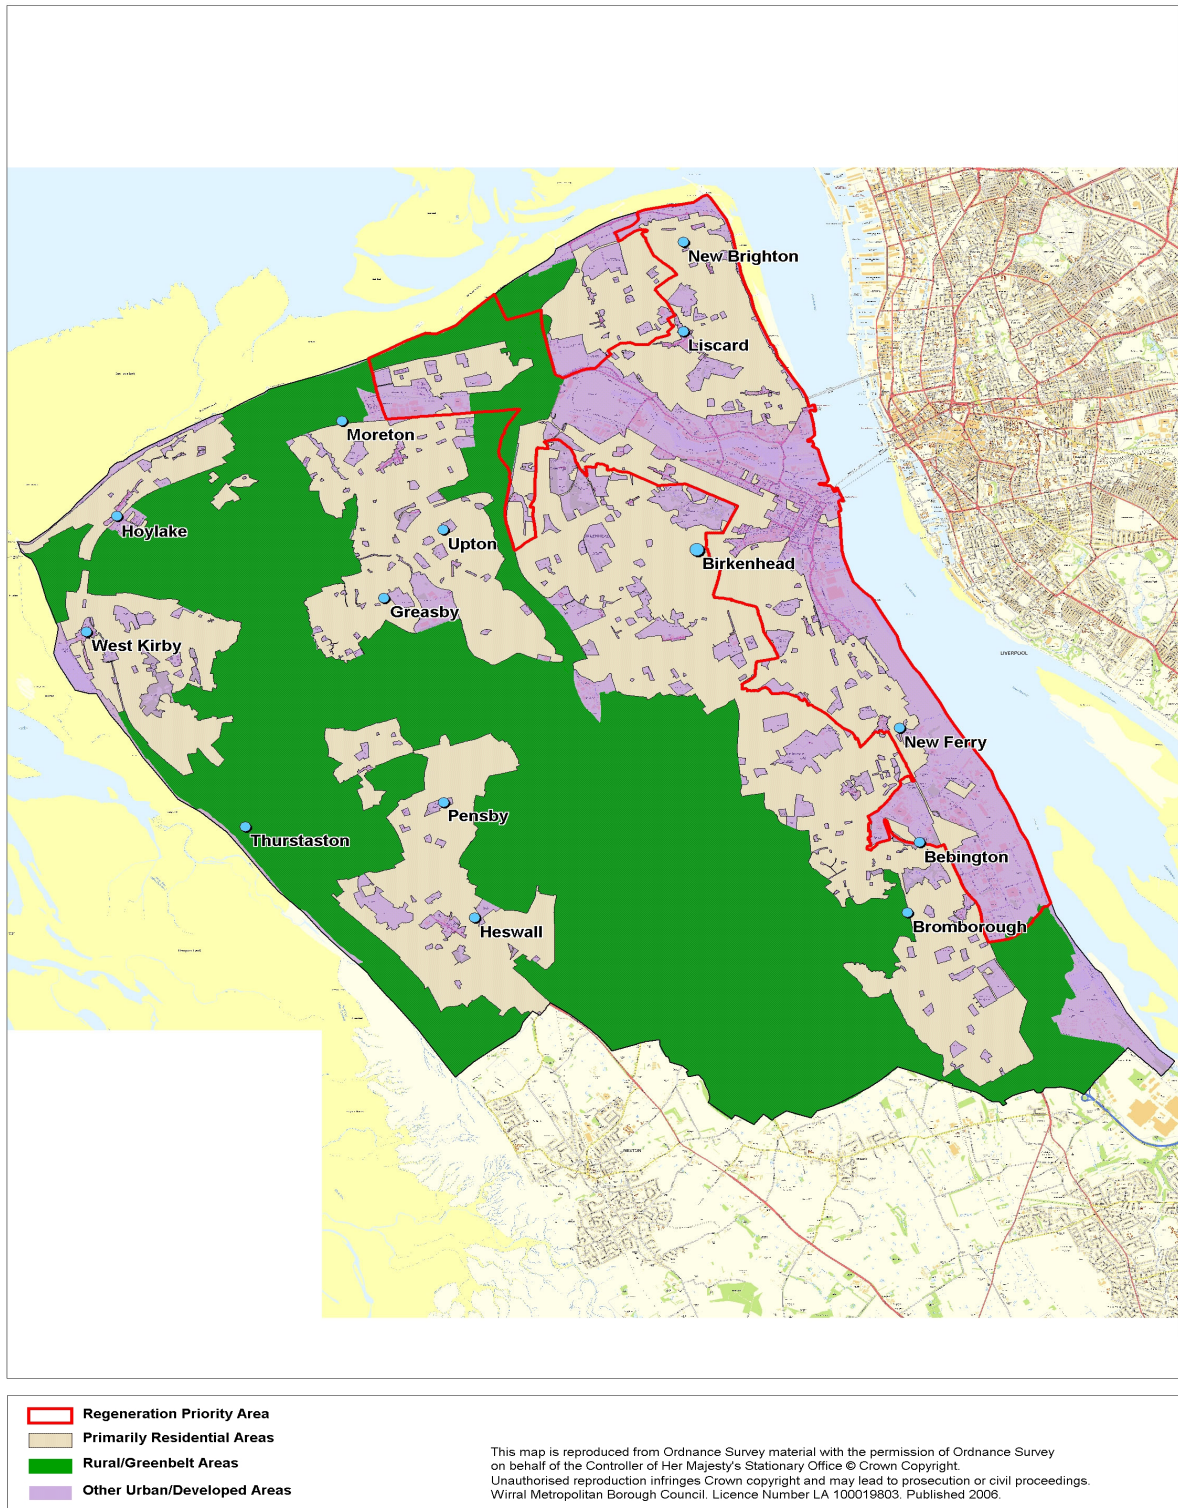 New Brighton
Liscard
Moreton
Hoylake
Upton
Birkenhead
Greasby
West Kirby
LIVERPOOL
New Ferry
Pensby
Thurstaston
Bebington
Heswall
Bromborough
NESTON
Regeneration Priority Area
Primarily Residential Areas
Rural/Greenbelt Areas
Other Urban/Developed Areas
This map is reproduced from Ordnance Survey material with the permission of Ordnance Survey
on behalf of the Controller of Her Majesty's Stationary Office © Crown Copyright.
Unauthorised reproduction infringes Crown copyright and may lead to prosecution or civil proceedings.
Wirral Metropolitan Borough Council. Licence Number LA 100019803. Published 2006.